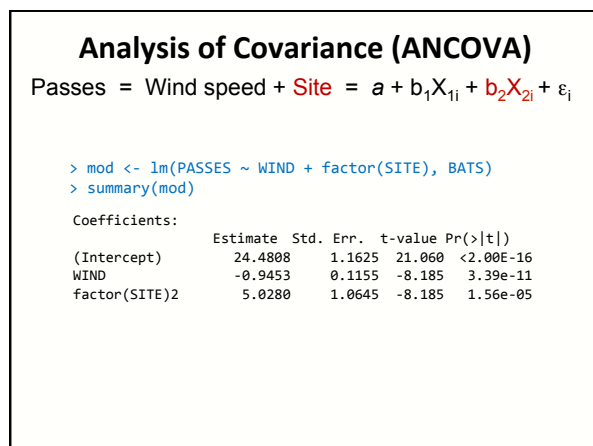 Analysis of Covariance (ANCOVA)
Passes = Wind speed + Site = a + b₁X₁ᵢ + b₂X₂ᵢ + εᵢ
> mod <- lm(PASSES ~ WIND + factor(SITE), BATS)
> summary(mod)
Coefficients:
Estimate Std. Err. t-value Pr(>|t|)
(Intercept) 24.4808 1.1625 21.060 <2.00E-16
WIND -0.9453 0.1155 -8.185 3.39e-11
factor(SITE)2 5.0280 1.0645 -8.185 1.56e-05